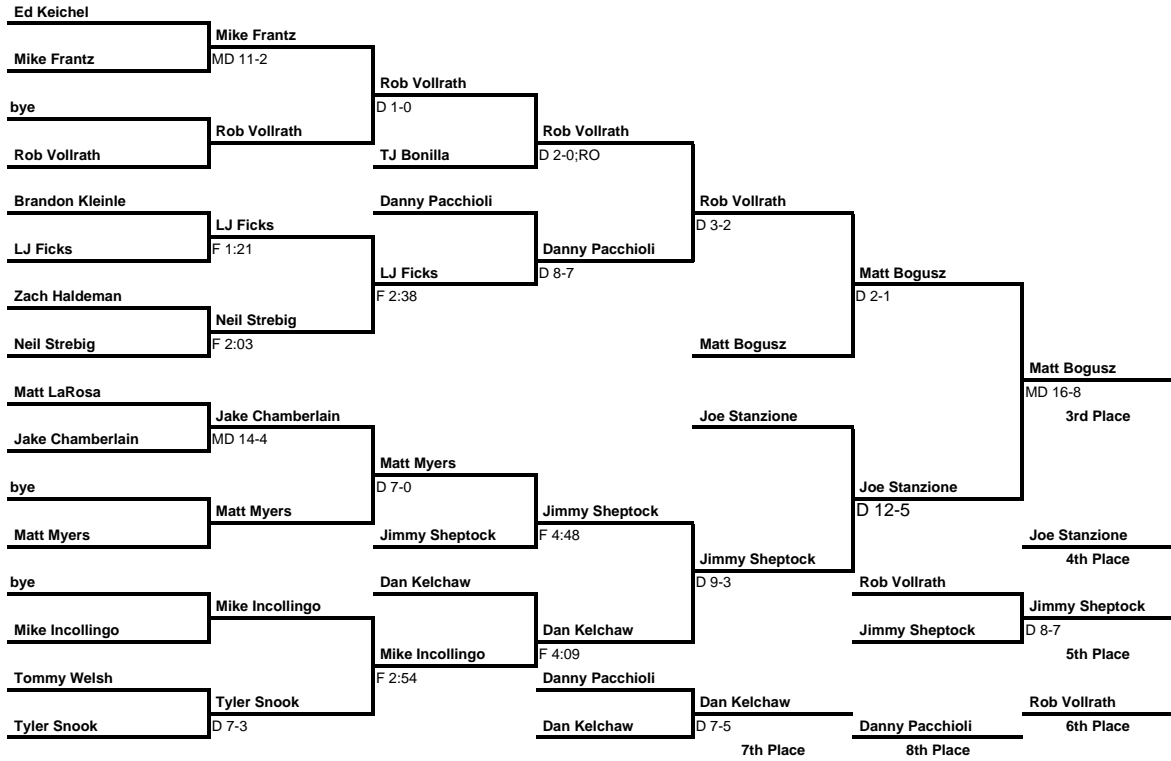 Ed Keichel
Mike Frantz
Mike Frantz
MD 11-2
Rob Vollrath
bye
D 1-0
Rob Vollrath
Rob Vollrath
Rob Vollrath
TJ Bonilla
D 2-0;RO
Brandon Kleinle
Danny Pacchioli
Rob Vollrath
LJ Ficks
D 3-2
LJ Ficks
F 1:21
Danny Pacchioli
LJ Ficks
D 8-7
Matt Bogusz
Zach Haldeman
F 2:38
D 2-1
Neil Strebig
Neil Strebig
F 2:03
Matt Bogusz
Matt Bogusz
Matt LaRosa
MD 16-8
Jake Chamberlain
Joe Stanzione
3rd Place
Jake Chamberlain
MD 14-4
Matt Myers
bye
D 7-0
Joe Stanzione
Matt Myers
Jimmy Sheptock
D 12-5
Matt Myers
Jimmy Sheptock
F 4:48
Joe Stanzione
Jimmy Sheptock
4th Place
bye
Dan Kelchaw
D 9-3
Rob Vollrath
Mike Incollingo
Jimmy Sheptock
Mike Incollingo
Dan Kelchaw
Jimmy Sheptock
D 8-7
Mike Incollingo
F 4:09
5th Place
Tommy Welsh
F 2:54
Danny Pacchioli
Tyler Snook
Dan Kelchaw
Rob Vollrath
Tyler Snook
D 7-3
Dan Kelchaw
D 7-5
Danny Pacchioli
6th Place
7th Place
8th Place